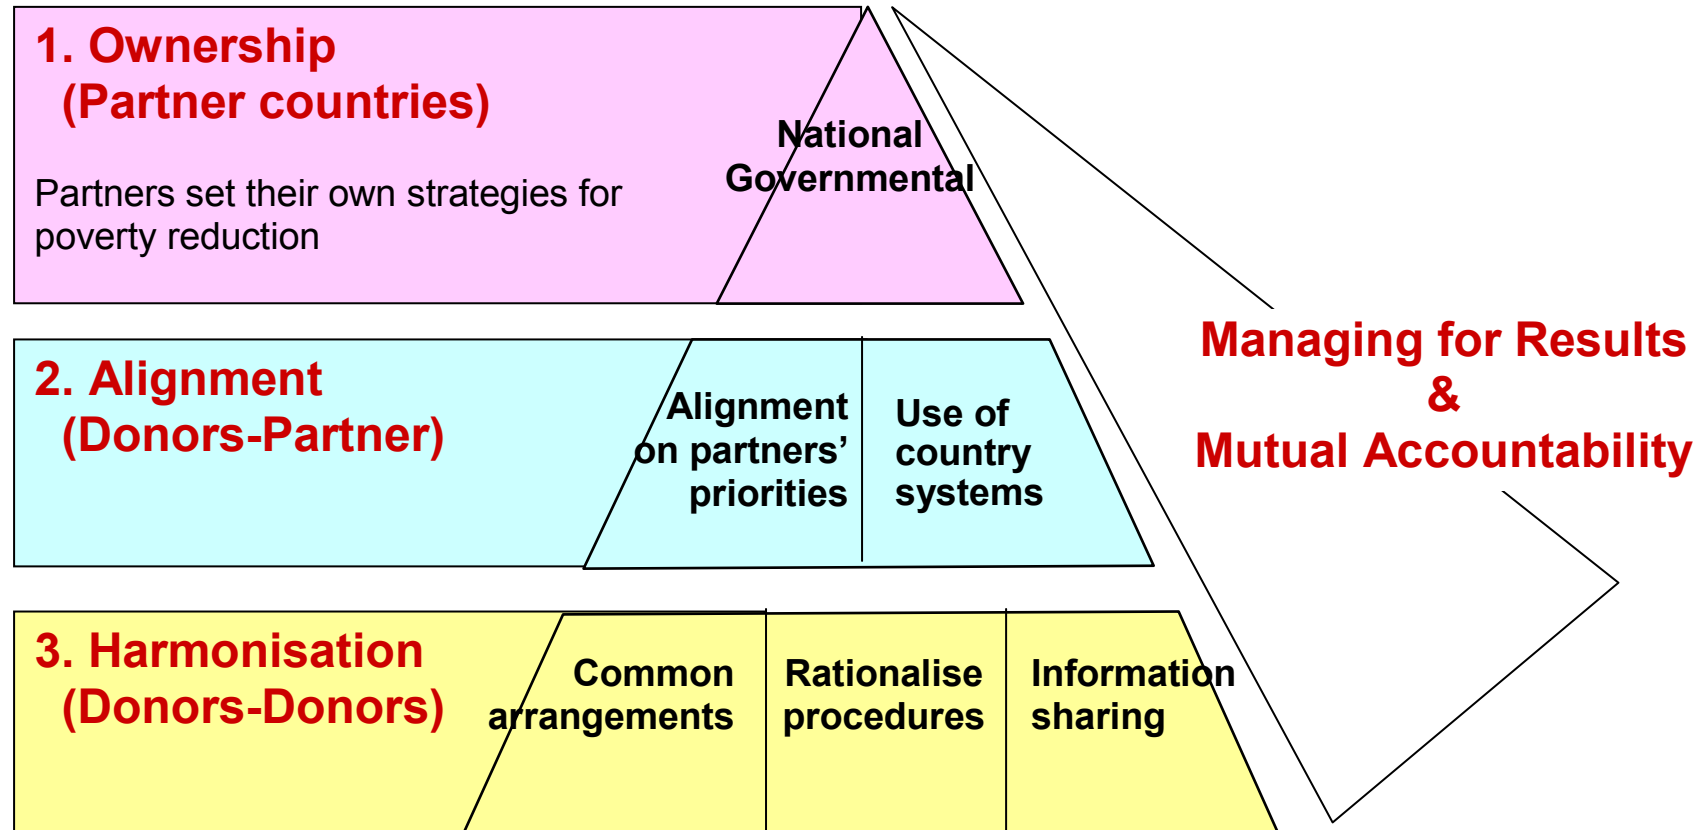 1. Ownership
(Partner countries)
Partners set their own strategies for
poverty reduction
National
Governmental
2. Alignment
(Donors-Partner)
Alignment
on partners’
priorities
Use of
country
systems
3. Harmonisation
(Donors-Donors)
Common
arrangements
Rationalise
procedures
Information
sharing
Managing for Results
&
Mutual Accountability